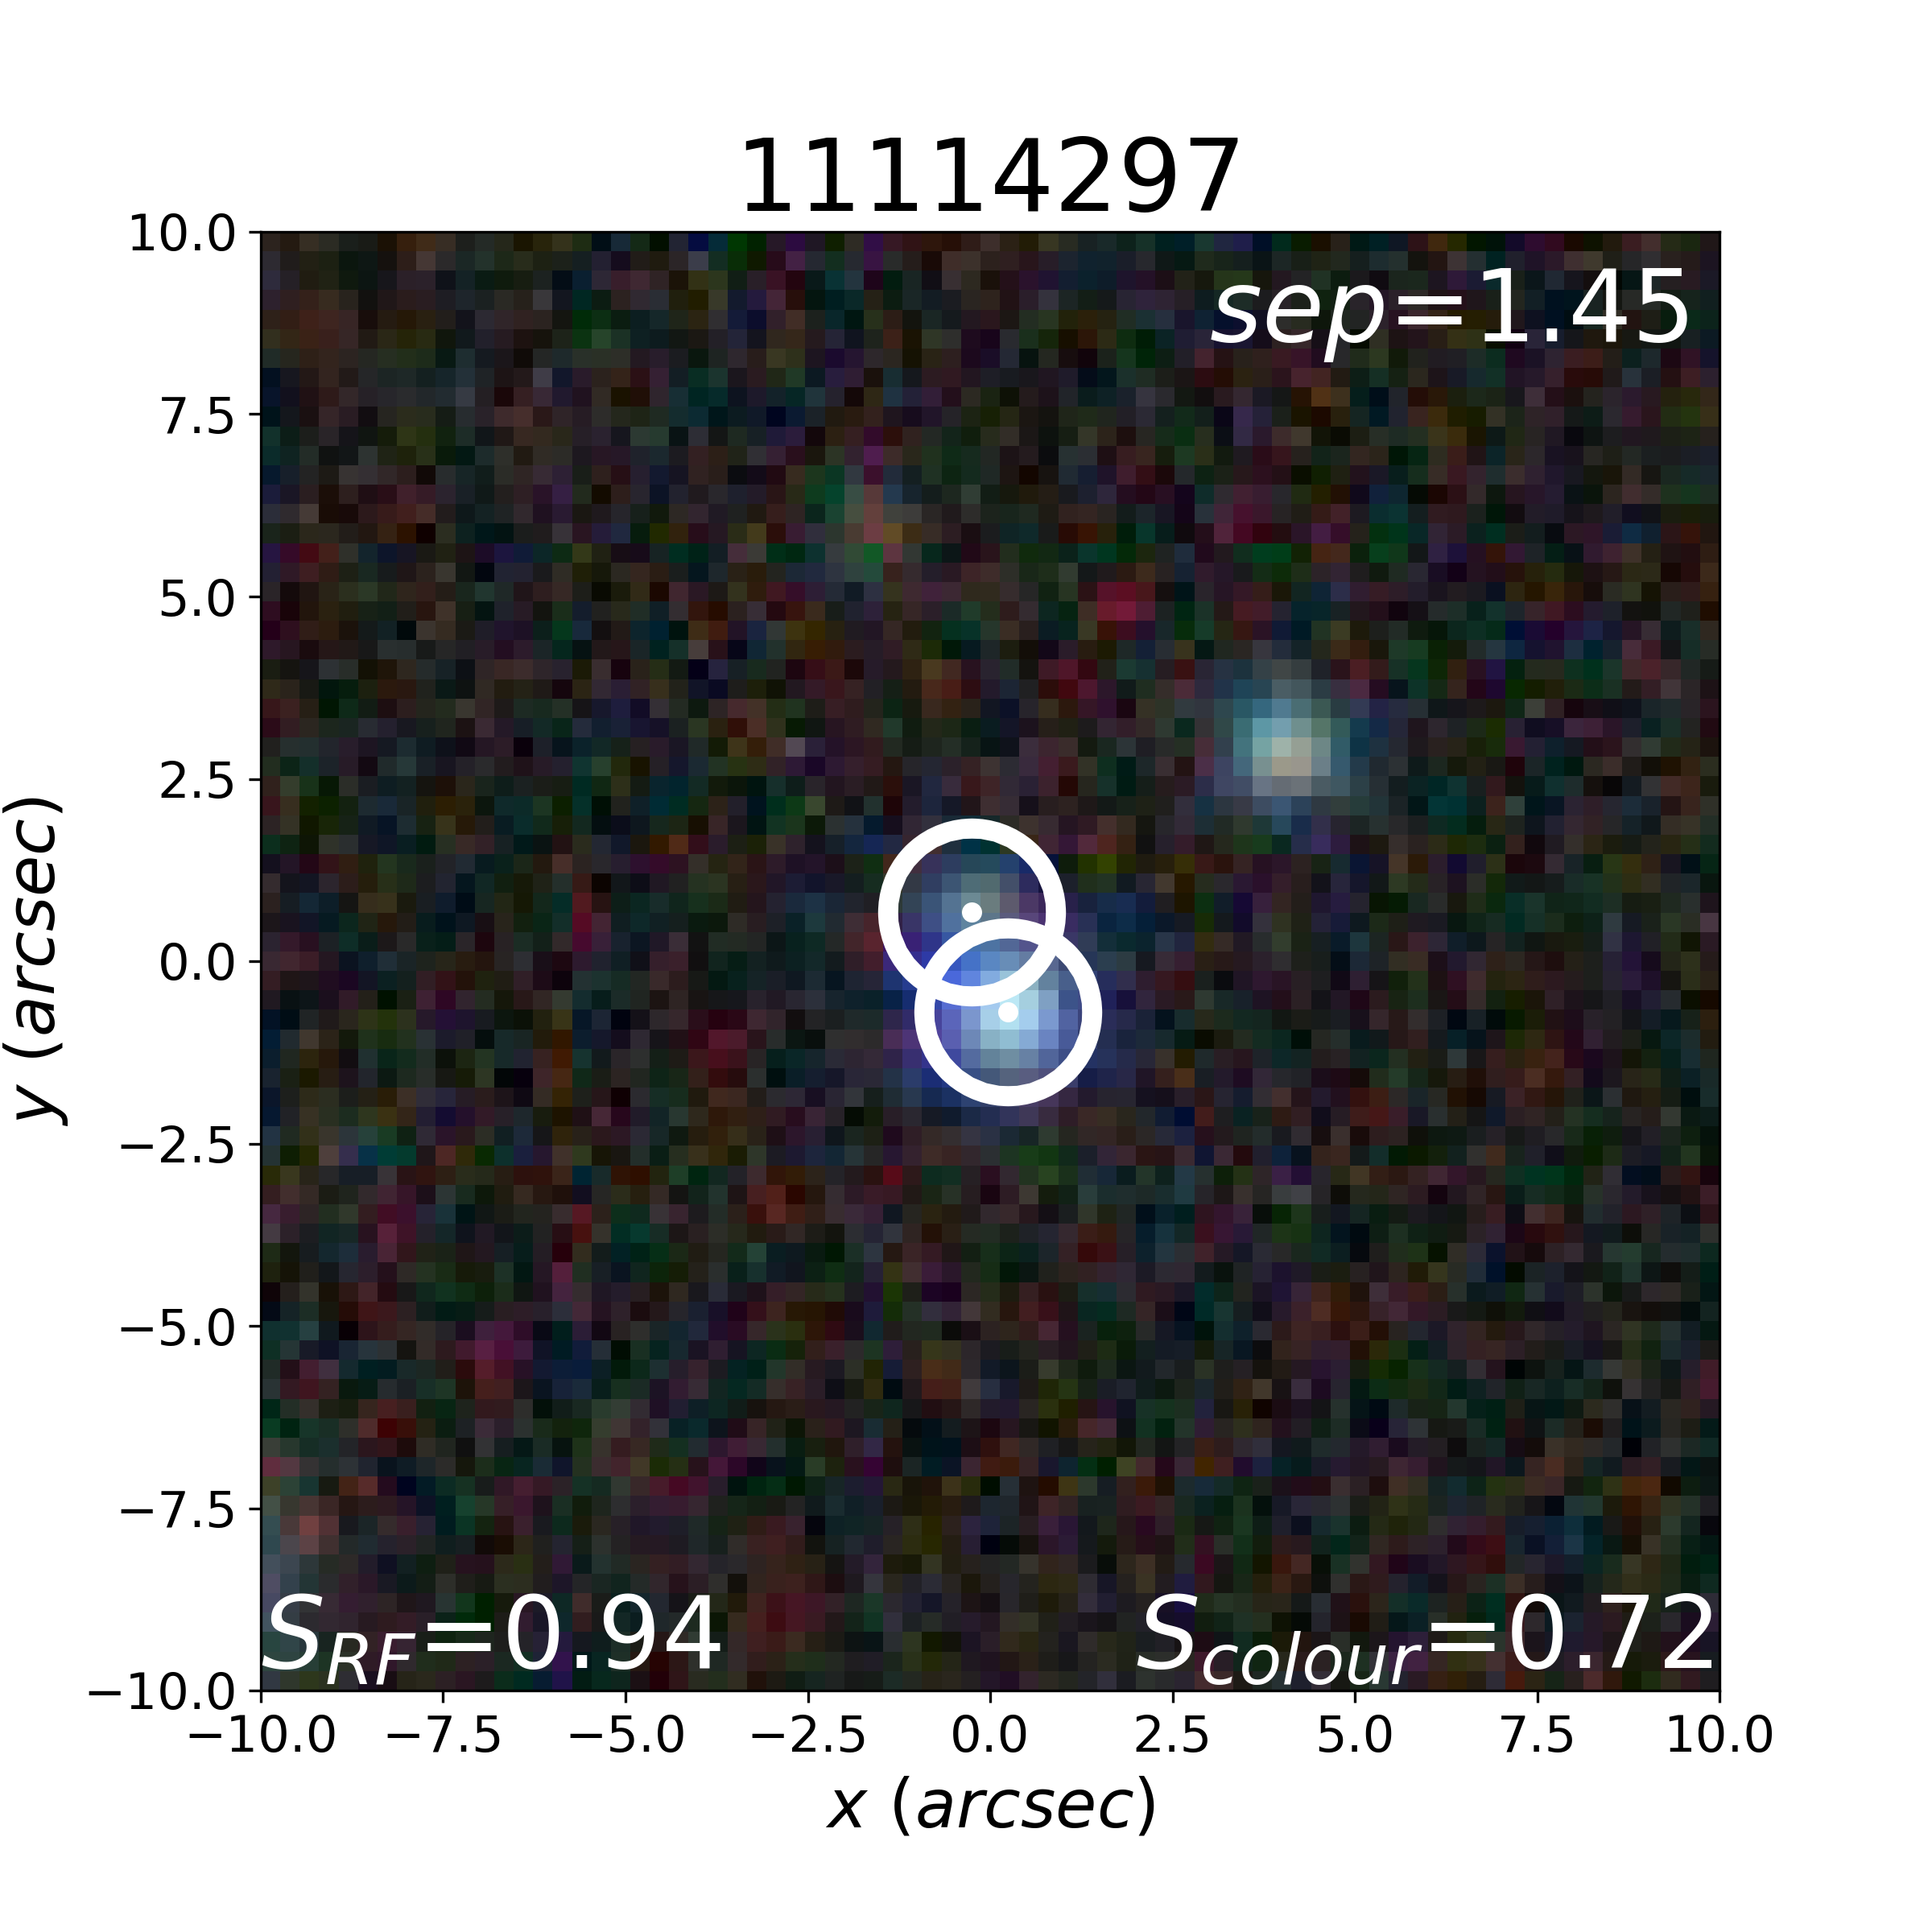 11114297
sep=1.45
10.0
7.5
5.0
2.5
0.0
−2.5
−5.0
−7.5
−10.0
y (arcsec)
S_RF=0.94
S_colour=0.72
−10.0 −7.5 −5.0 −2.5 0.0 2.5 5.0 7.5 10.0
x (arcsec)